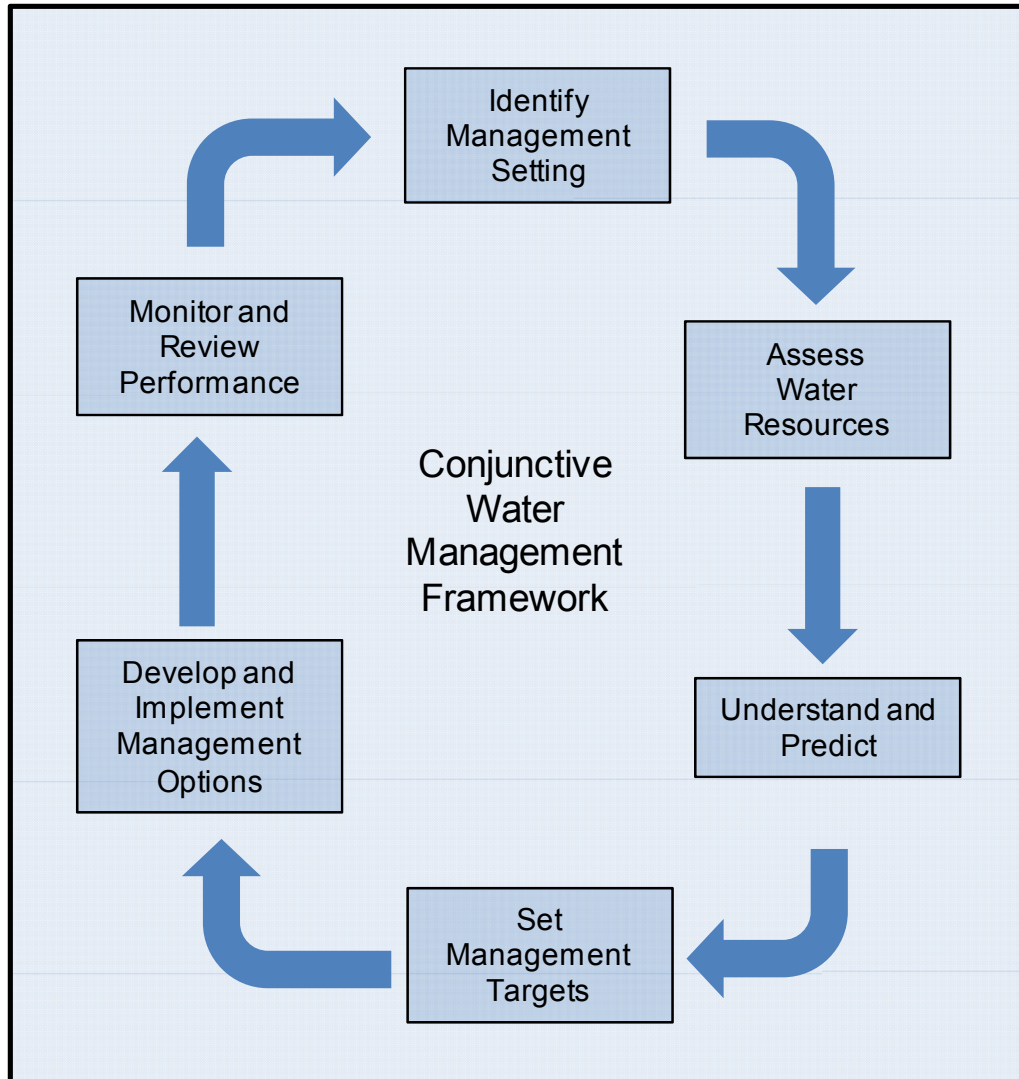 Identify
Management
Setting
Monitor and
Review
Performance
Assess
Water
Resources
Conjunctive
Water
Management
Framework
Develop and
Implement
Management
Options
Understand and
Predict
Set
Management
Targets